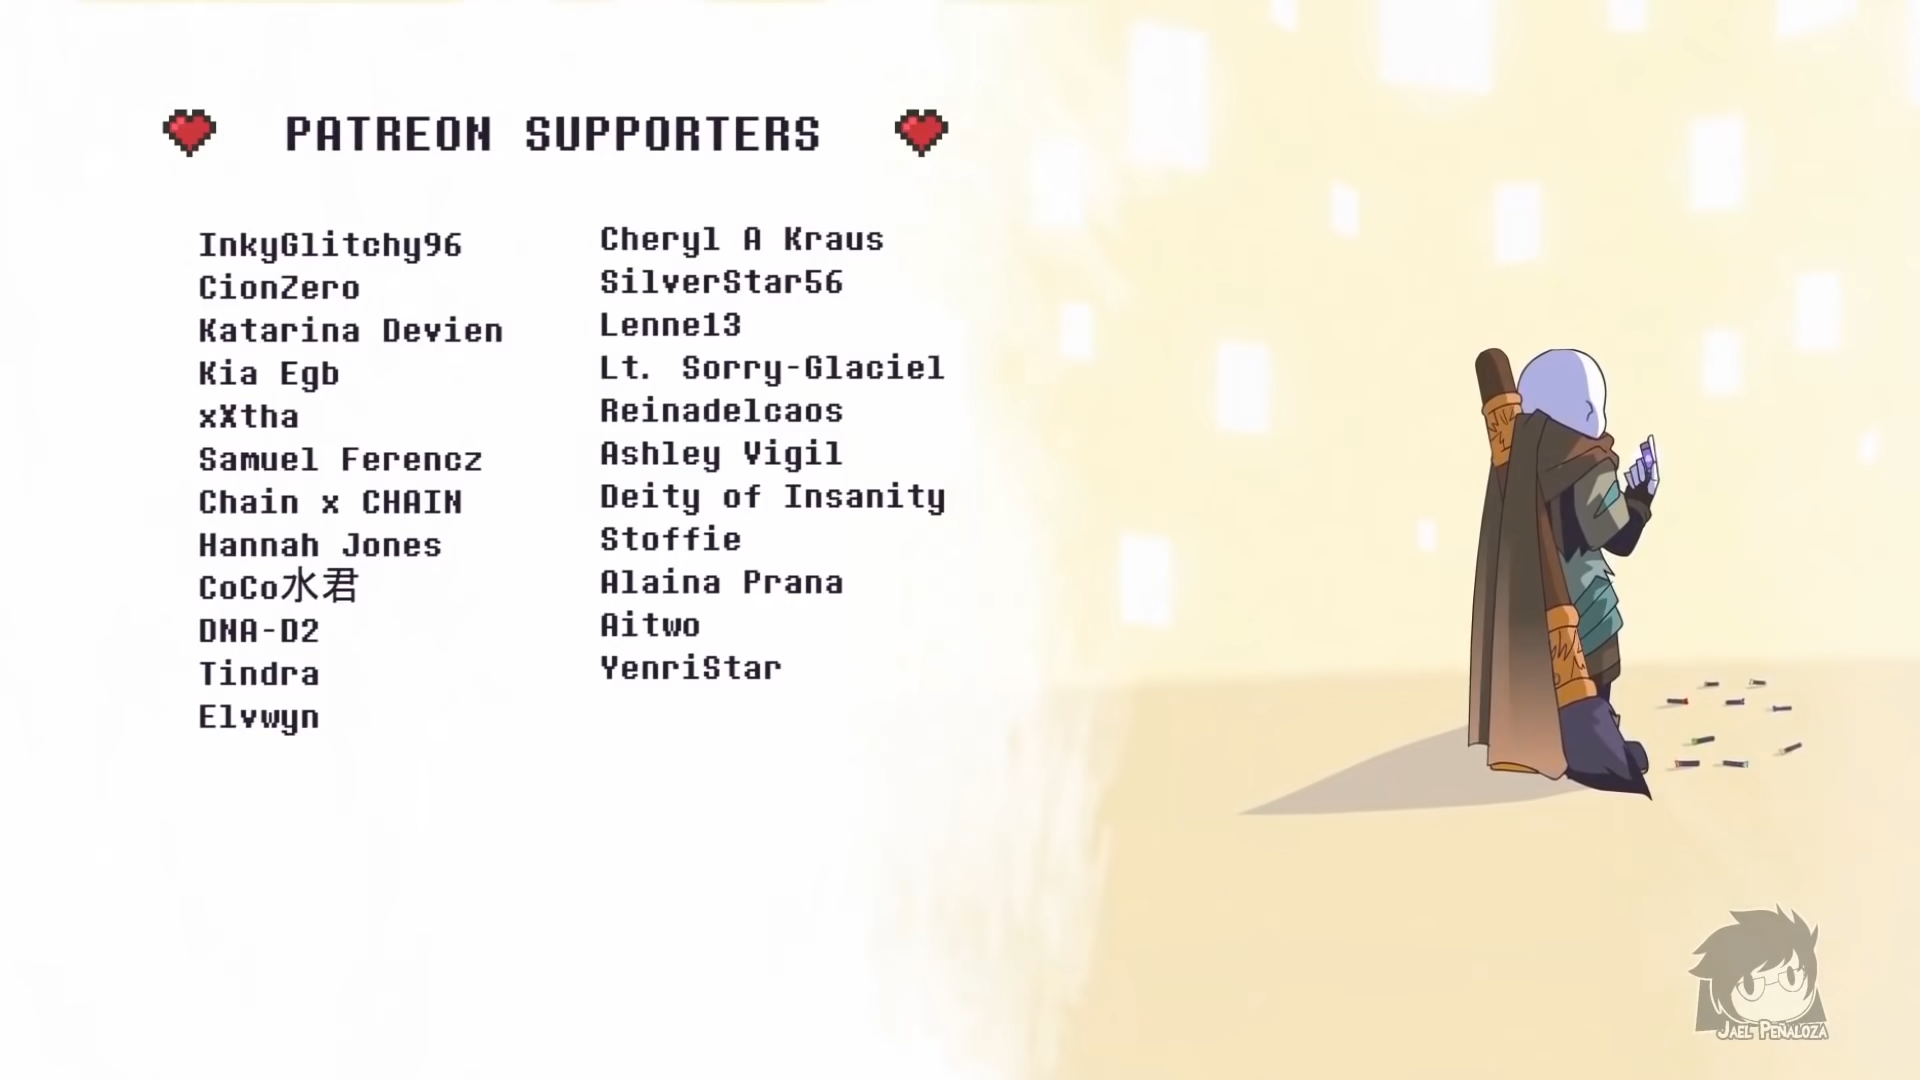 PATREON SUPPORTERS
InkyGlitchy96
CionZero
Katarina Devien
Kia Egb
xXtha
Samuel Ferencz
Chain x CHAIN
Hannah Jones
CoCo水君
DNA-D2
Tindra
Elvwyn
Cheryl A Kraus
SilverStar56
Lenne13
Lt. Sorry-Glaciel
Reinadelcaos
Ashley Vigil
Deity of Insanity
Stoffie
Alaina Prana
Aitwo
YenriStar
JAEL PEÑALOZA